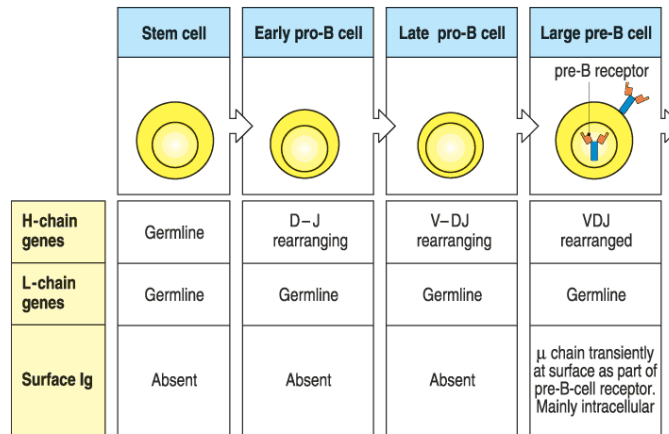 Stem cell
Early pro-B cell
Late pro-B cell
Large pre-B cell
pre-B receptor
H-chain
genes
Germline
D–J
rearranging
V–DJ
rearranging
VDJ
rearranged
L-chain
genes
Germline
Germline
Germline
Germline
Surface Ig
Absent
Absent
Absent
μ chain transiently
at surface as part of
pre-B-cell receptor.
Mainly intracellular